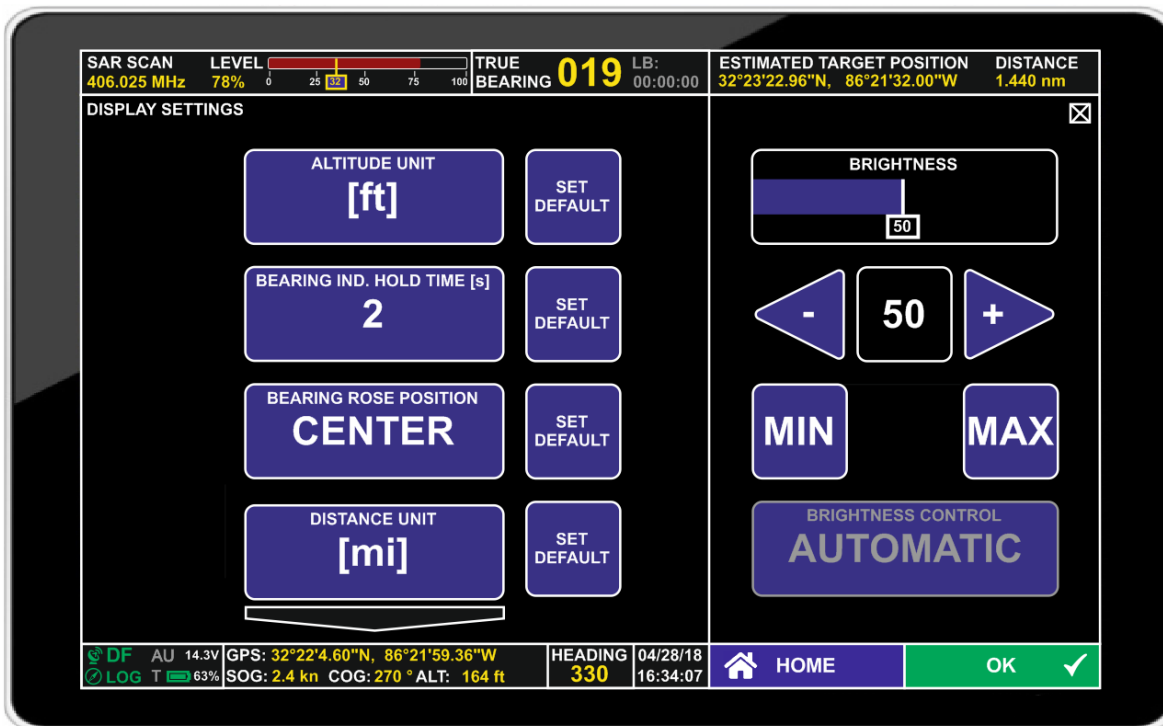 SAR SCAN LEVEL
406.025 MHz 78% 0 25 32 50 75 100
TRUE
BEARING 019
LB:
00:00:00
ESTIMATED TARGET POSITION DISTANCE
32°23'22.96"N, 86°21'32.00"W 1.440 nm
DISPLAY SETTINGS
ALTITUDE UNIT
[ft]
SET
DEFAULT
BEARING IND. HOLD TIME [s]
2
SET
DEFAULT
BEARING ROSE POSITION
CENTER
SET
DEFAULT
DISTANCE UNIT
[mi]
SET
DEFAULT
BRIGHTNESS
50
- 50 +
MIN MAX
BRIGHTNESS CONTROL
AUTOMATIC
DF AU 14.3V
LOG T 63%
GPS: 32°22'4.60"N, 86°21'59.36"W
SOG: 2.4 kn COG: 270 ° ALT: 164 ft
HEADING
330
04/28/18
16:34:07
HOME
OK